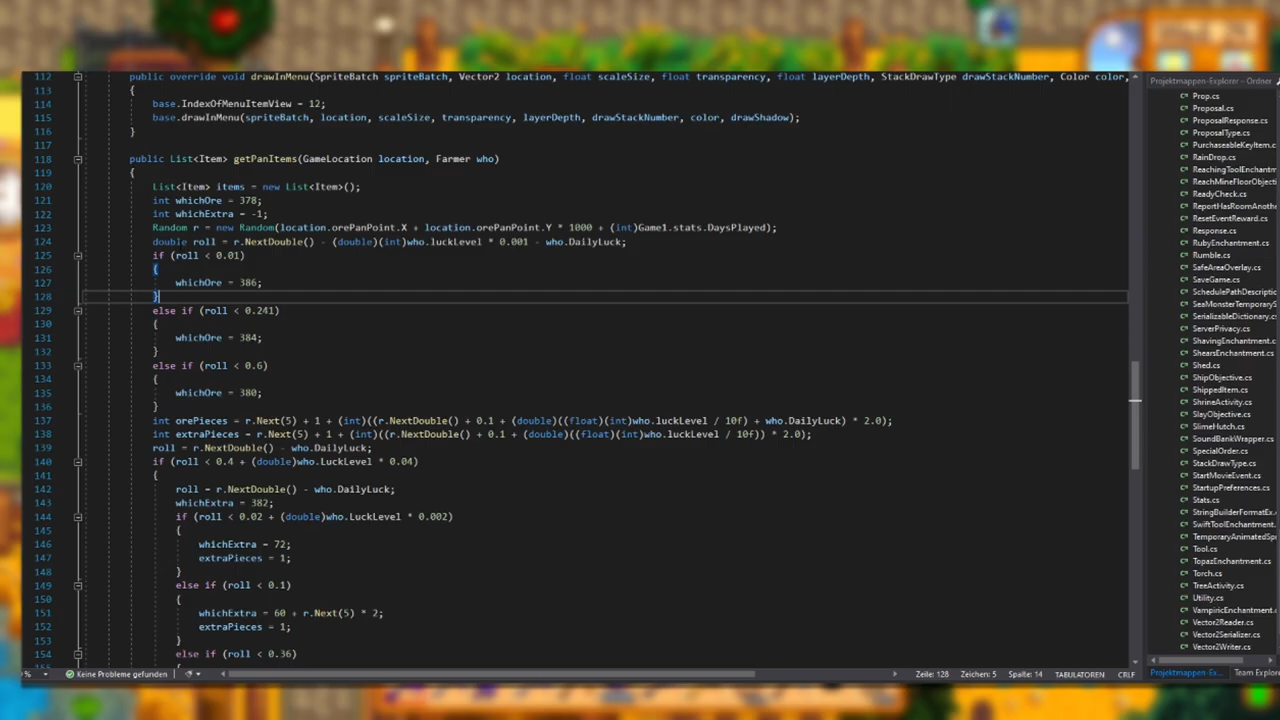 112 public override void drawInMenu(SpriteBatch spriteBatch, Vector2 location, float scaleSize, float transparency, float layerDepth, StackDrawType drawStackNumber, Color color,
113 {
114 base.IndexOfMenuItemView = 12;
115 base.drawInMenu(spriteBatch, location, scaleSize, transparency, layerDepth, drawStackNumber, color, drawShadow);
116 }
117
118 public List<Item> getPanItems(GameLocation location, Farmer who)
119 {
120 List<Item> items = new List<Item>();
121 int whichOre = 378;
122 int whichExtra = -1;
123 Random r = new Random(location.orePanPoint.X + location.orePanPoint.Y * 1000 + (int)Game1.stats.DaysPlayed);
124 double roll = r.NextDouble() - (double)(int)who.luckLevel * 0.001 - who.DailyLuck;
125 if (roll < 0.01)
126 {
127 whichOre = 386;
128 }
129 else if (roll < 0.241)
130 {
131 whichOre = 384;
132 }
133 else if (roll < 0.6)
134 {
135 whichOre = 380;
136 }
137 int orePieces = r.Next(5) + 1 + (int)((r.NextDouble() + 0.1 + (double)((float)(int)who.luckLevel / 10f) + who.DailyLuck) * 2.0);
138 int extraPieces = r.Next(5) + 1 + (int)((r.NextDouble() + 0.1 + (double)((float)(int)who.luckLevel / 10f)) * 2.0);
139 roll = r.NextDouble() - who.DailyLuck;
140 if (roll < 0.4 + (double)who.LuckLevel * 0.04)
141 {
142 roll = r.NextDouble() - who.DailyLuck;
143 whichExtra = 382;
144 if (roll < 0.02 + (double)who.LuckLevel * 0.002)
145 {
146 whichExtra = 72;
147 extraPieces = 1;
148 }
149 else if (roll < 0.1)
150 {
151 whichExtra = 60 + r.Next(5) * 2;
152 extraPieces = 1;
153 }
154 else if (roll < 0.36)
155 {
% Keine Probleme gefunden Zeile: 128 Zeichen: 5 Spalte: 14 TABULATOREN CRLF
Projektmappen-Explorer – Ordner
Prop.cs
Proposal.cs
ProposalResponse.cs
ProposalType.cs
PurchaseableKeyItem.c
RainDrop.cs
ReachingToolEnchantm
ReachMineFloorObjecti
ReadyCheck.cs
ReportHasRoomAnothe
ResetEventReward.cs
Response.cs
RubyEnchantment.cs
Rumble.cs
SafeAreaOverlay.cs
SaveGame.cs
SchedulePathDescriptio
SeaMonsterTemporaryS
SerializableDictionary.cs
ServerPrivacy.cs
ShavingEnchantment.cs
ShearsEnchantment.cs
Shed.cs
ShipObjective.cs
ShippedItem.cs
ShrineActivity.cs
SlayObjective.cs
SlimeHutch.cs
SoundBankWrapper.cs
SpecialOrder.cs
StackDrawType.cs
StartMovieEvent.cs
StartupPreferences.cs
Stats.cs
StringBuilderFormatEx.
SwiftToolEnchantment.c
TemporaryAnimatedSp
Tool.cs
TopazEnchantment.cs
Torch.cs
TreeActivity.cs
Utility.cs
VampiricEnchantment.c
Vector2Reader.cs
Vector2Serializer.cs
Vector2Writer.cs
Projektmappen-Ex... Team Explor